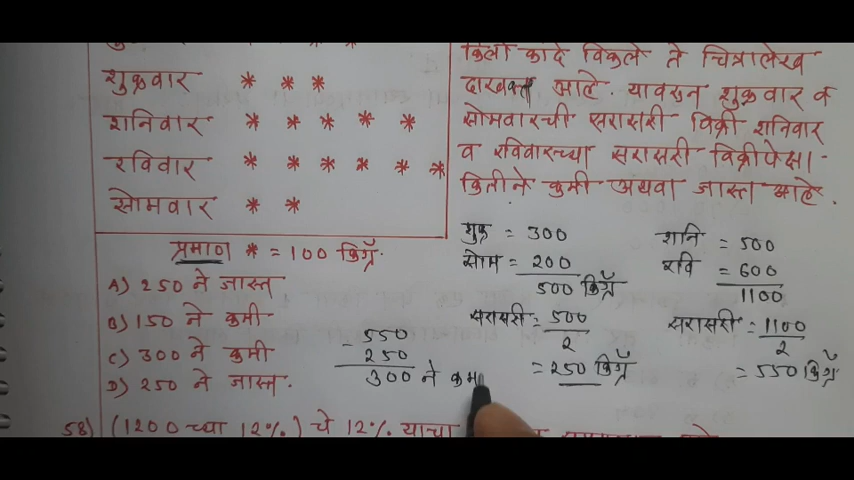 शुक्रवार * * *
शनिवार * * * * *
रविवार * * * * * *
सोमवार * *
प्रमाण * = 100 किग्रॅ.
A) 250 ने जास्त
B) 150 ने कमी
C) 300 ने कमी
D) 250 ने जास्त.
किलो कांदे विकले ते चित्रालेख
आहे. यावरून शुक्रवार व
सोमवारची सरासरी विक्री शनिवार
व रविवारच्या सरासरी विक्रीपेक्षा
कितीने कमी अथवा जास्त आहे.
शुक्र = 300
सोम = 200
500 किग्रॅ
सरासरी = 500
2
= 250 किग्रॅ
शनि = 500
रवि = 600
1100
सरासरी = 1100
2
= 550 किग्रॅ
- 550
250
300 ने कमी
58) (1200 च्या 12%) चे 12% याचा